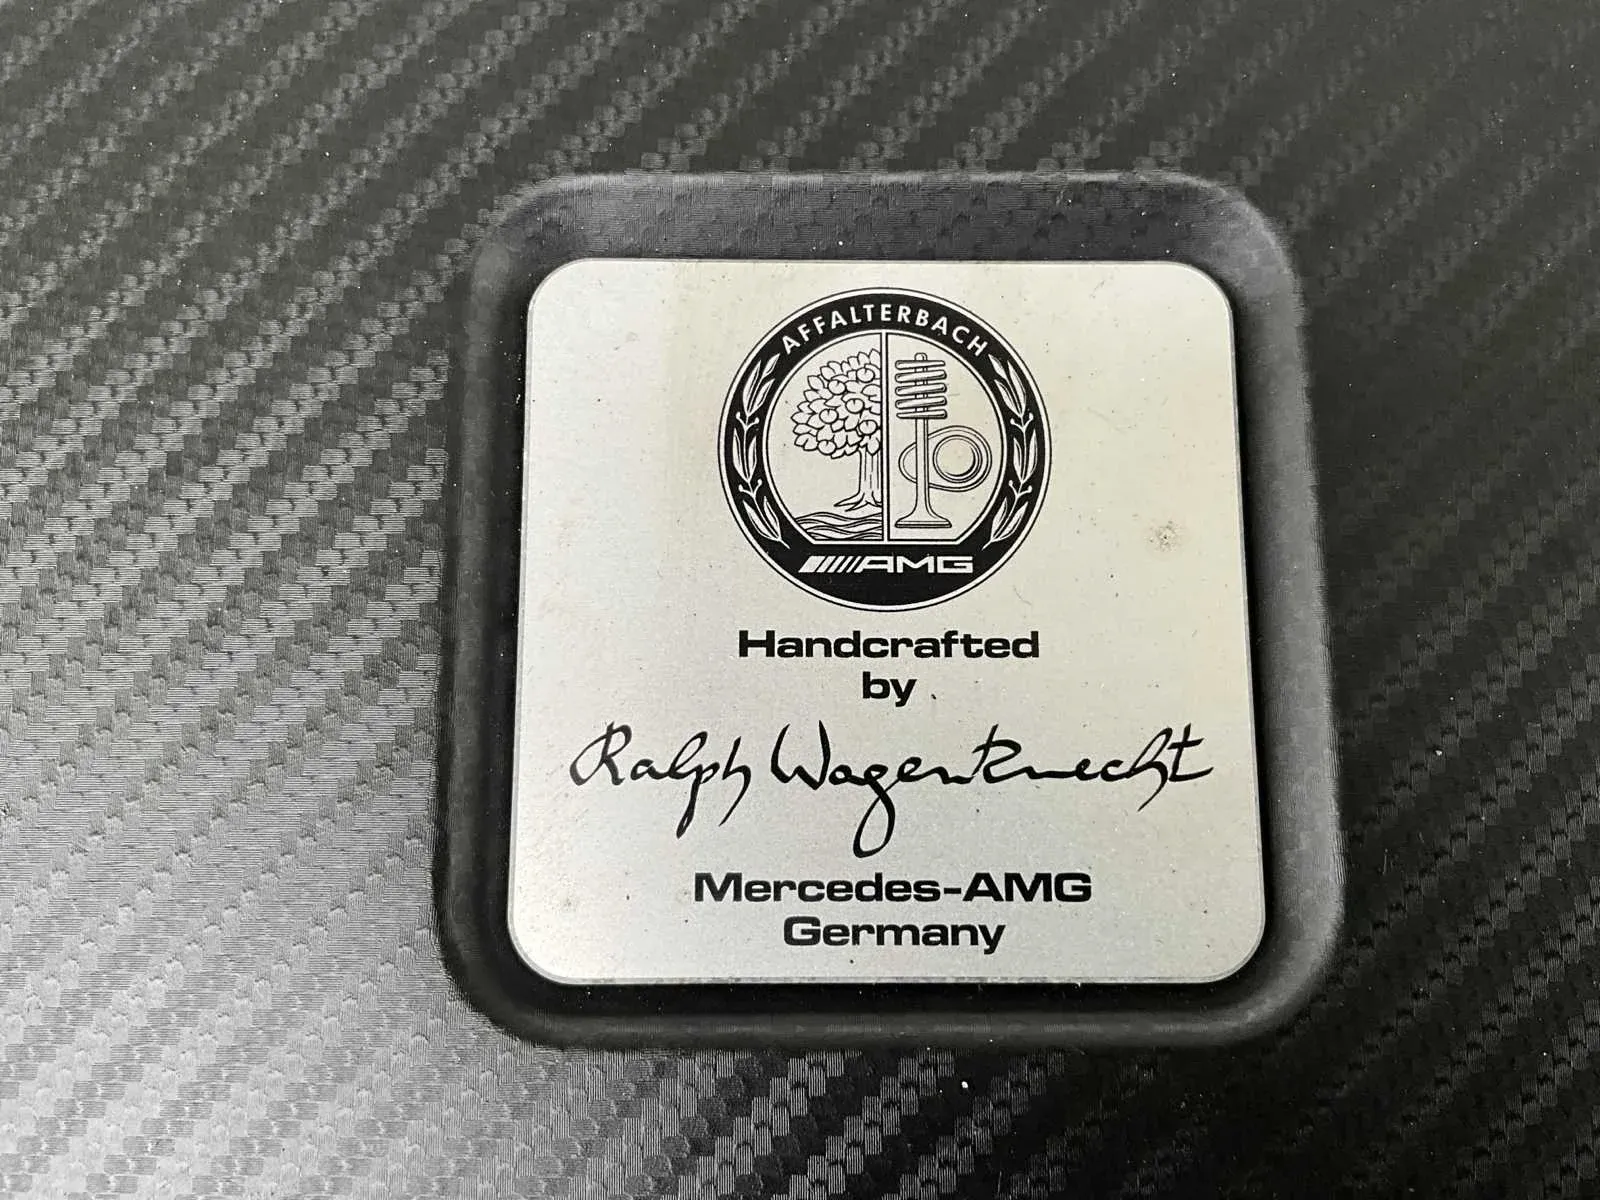 AFFALTERBACH
AMG
Handcrafted
by
Ralph Wagenknecht
Mercedes-AMG
Germany